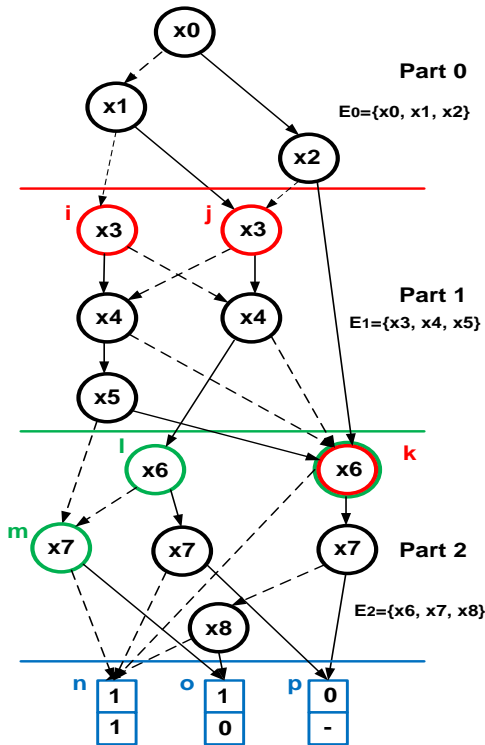 x0
Part 0
x1
E0={x0, x1, x2}
x2
i
j
x3
x3
Part 1
x4
x4
E1={x3, x4, x5}
x5
l
k
x6
x6
m
x7
x7
x7
Part 2
x8
E2={x6, x7, x8}
n
o
p
1
1
0
1
0
-